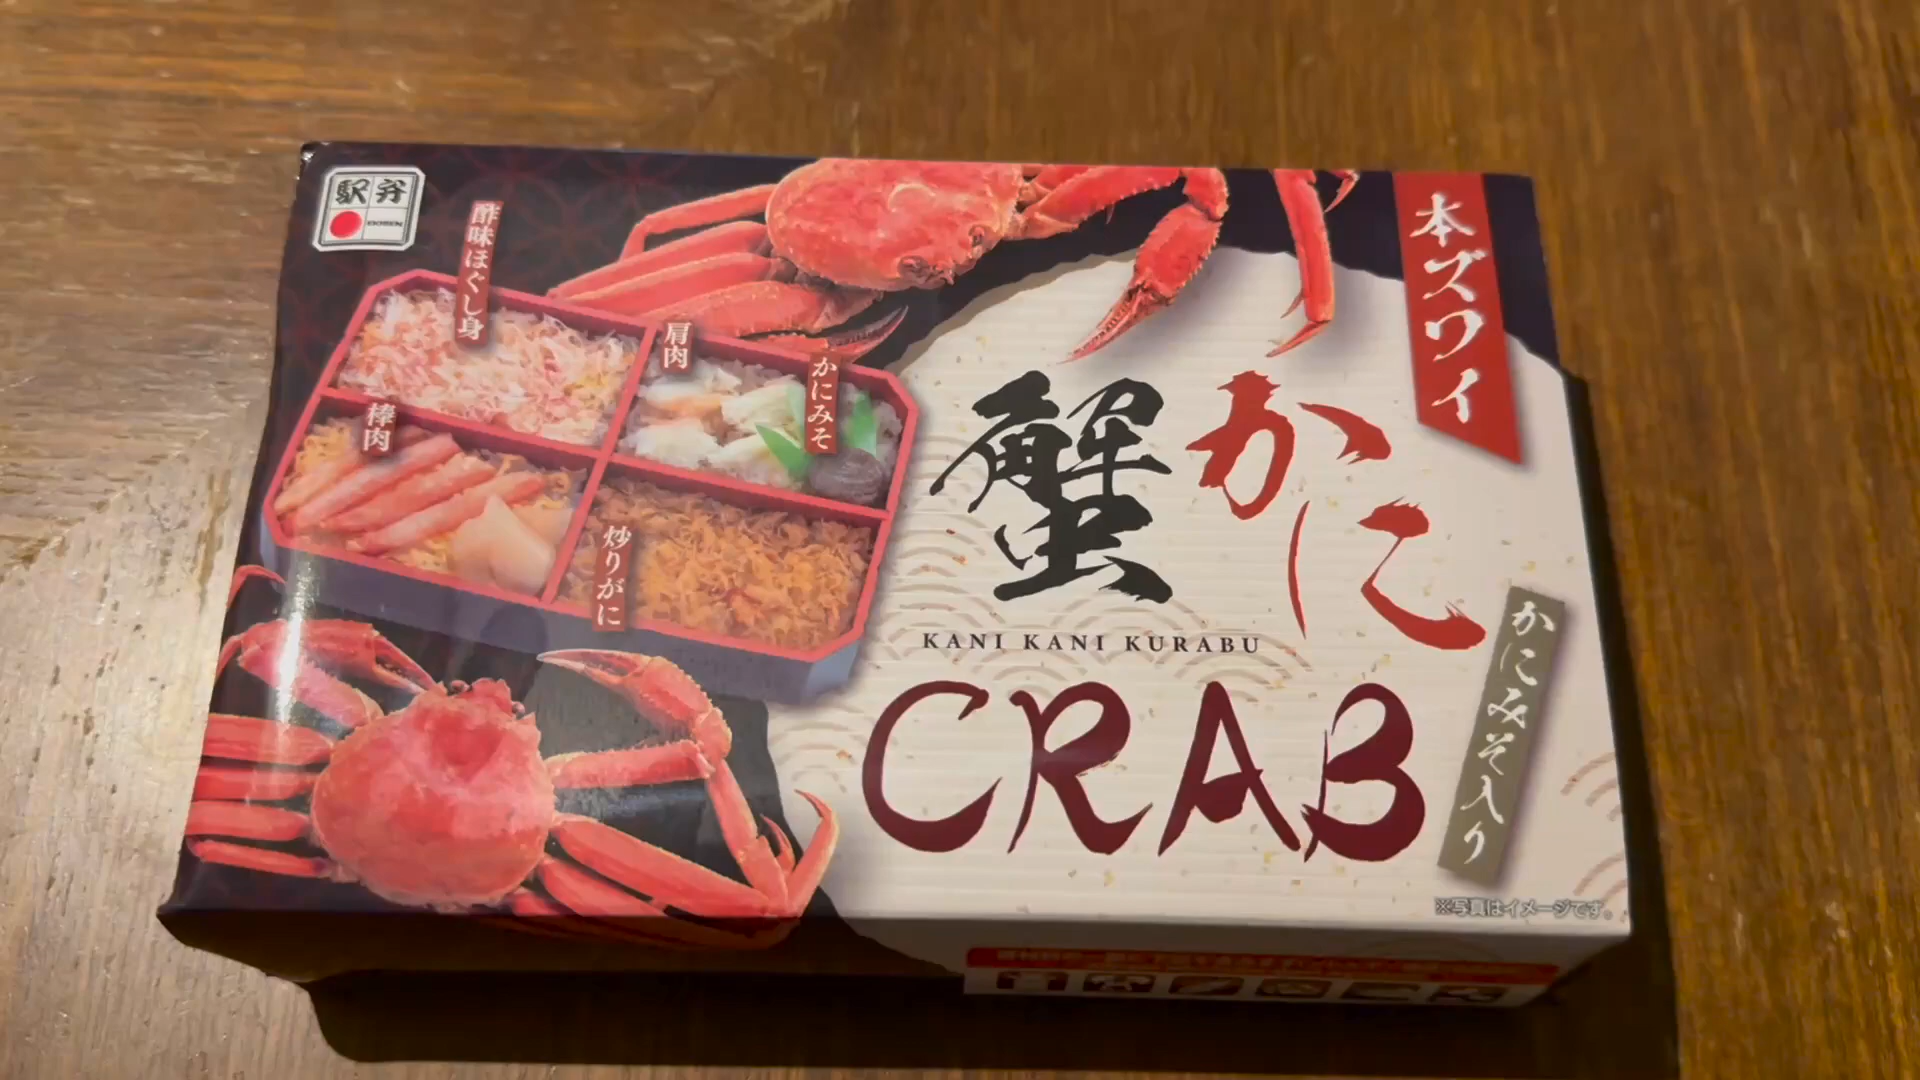 駅弁
EKIBEN
酢味ほぐし身
肩肉
かにみそ
棒肉
炒りがに
本ズワイ
かに
蟹
KANI KANI KURABU
CRAB
かにみそ入り
※写真はイメージです。